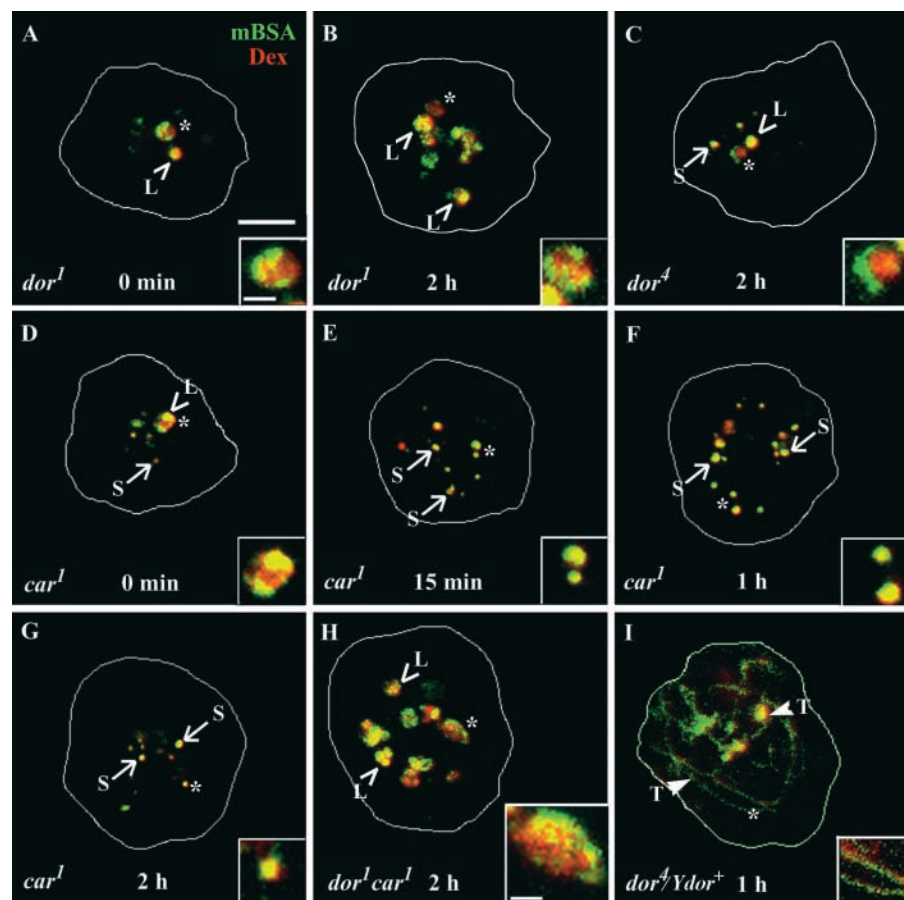 A
mBSA
Dex
*
L
dor1 0 min
B
*
L
L
dor1 2 h
C
L
S
*
dor4 2 h
D
L
*
S
car1 0 min
E
S
*
S
car1 15 min
F
S
S
*
car1 1 h
G
S
S
*
car1 2 h
H
L
*
L
dor1car1 2 h
I
T
T
*
dor4/Ydor+ 1 h